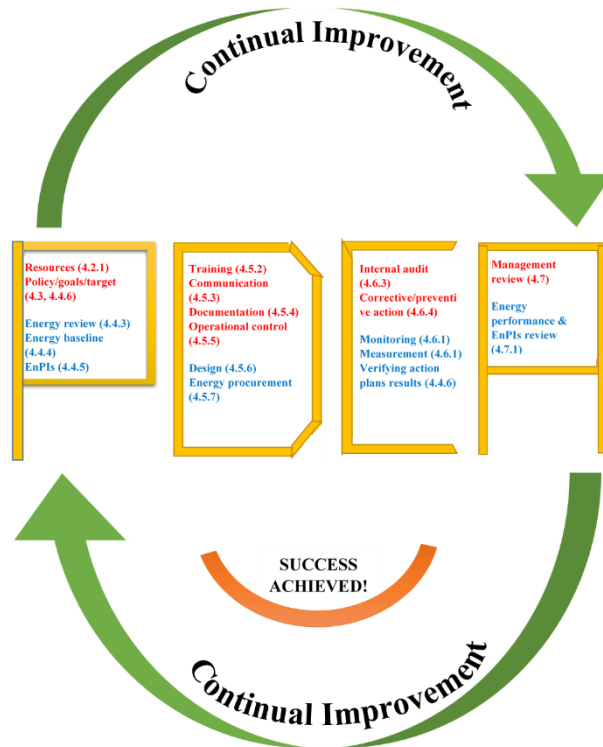 Continual Improvement
Resources (4.2.1)
Policy/goals/target
(4.3, 4.4.6)
Energy review (4.4.3)
Energy baseline
(4.4.4)
EnPIs (4.4.5)
Training (4.5.2)
Communication
(4.5.3)
Documentation (4.5.4)
Operational control
(4.5.5)
Design (4.5.6)
Energy procurement
(4.5.7)
Internal audit
(4.6.3)
Corrective/preventi
ve action (4.6.4)
Monitoring (4.6.1)
Measurement (4.6.1)
Verifying action
plans results (4.4.6)
Management
review (4.7)
Energy
performance &
EnPIs review
(4.7.1)
PDCA
SUCCESS
ACHIEVED!
Continual Improvement